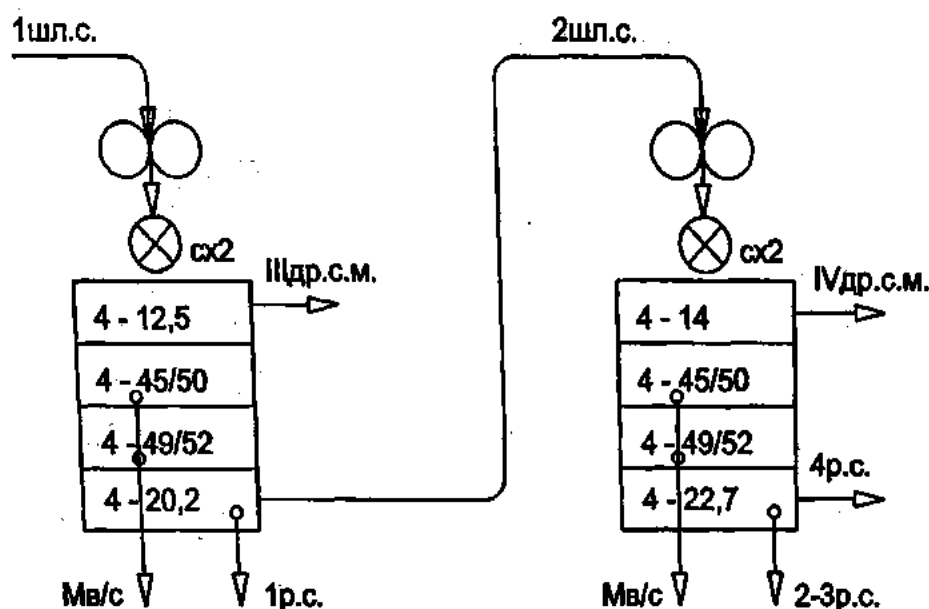 1шл.с.
2шл.с.
сх2
сх2
IIIдр.с.м.
IVдр.с.м.
4 - 12,5
4 - 14
4 - 45/50
4 - 45/50
4 - 49/52
4 - 49/52
4р.с.
4 - 20,2
4 - 22,7
Мв/с
1р.с.
Мв/с
2-3р.с.